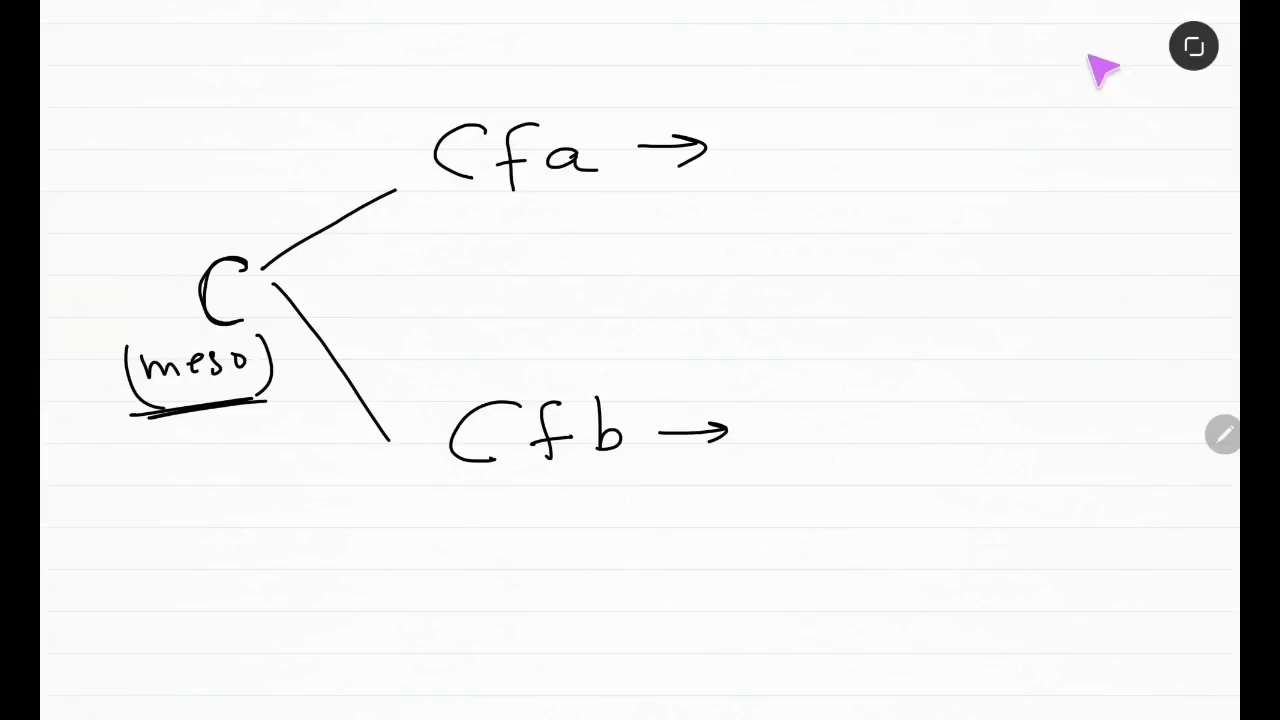 Cfa →
C
(meso)
Cfb →